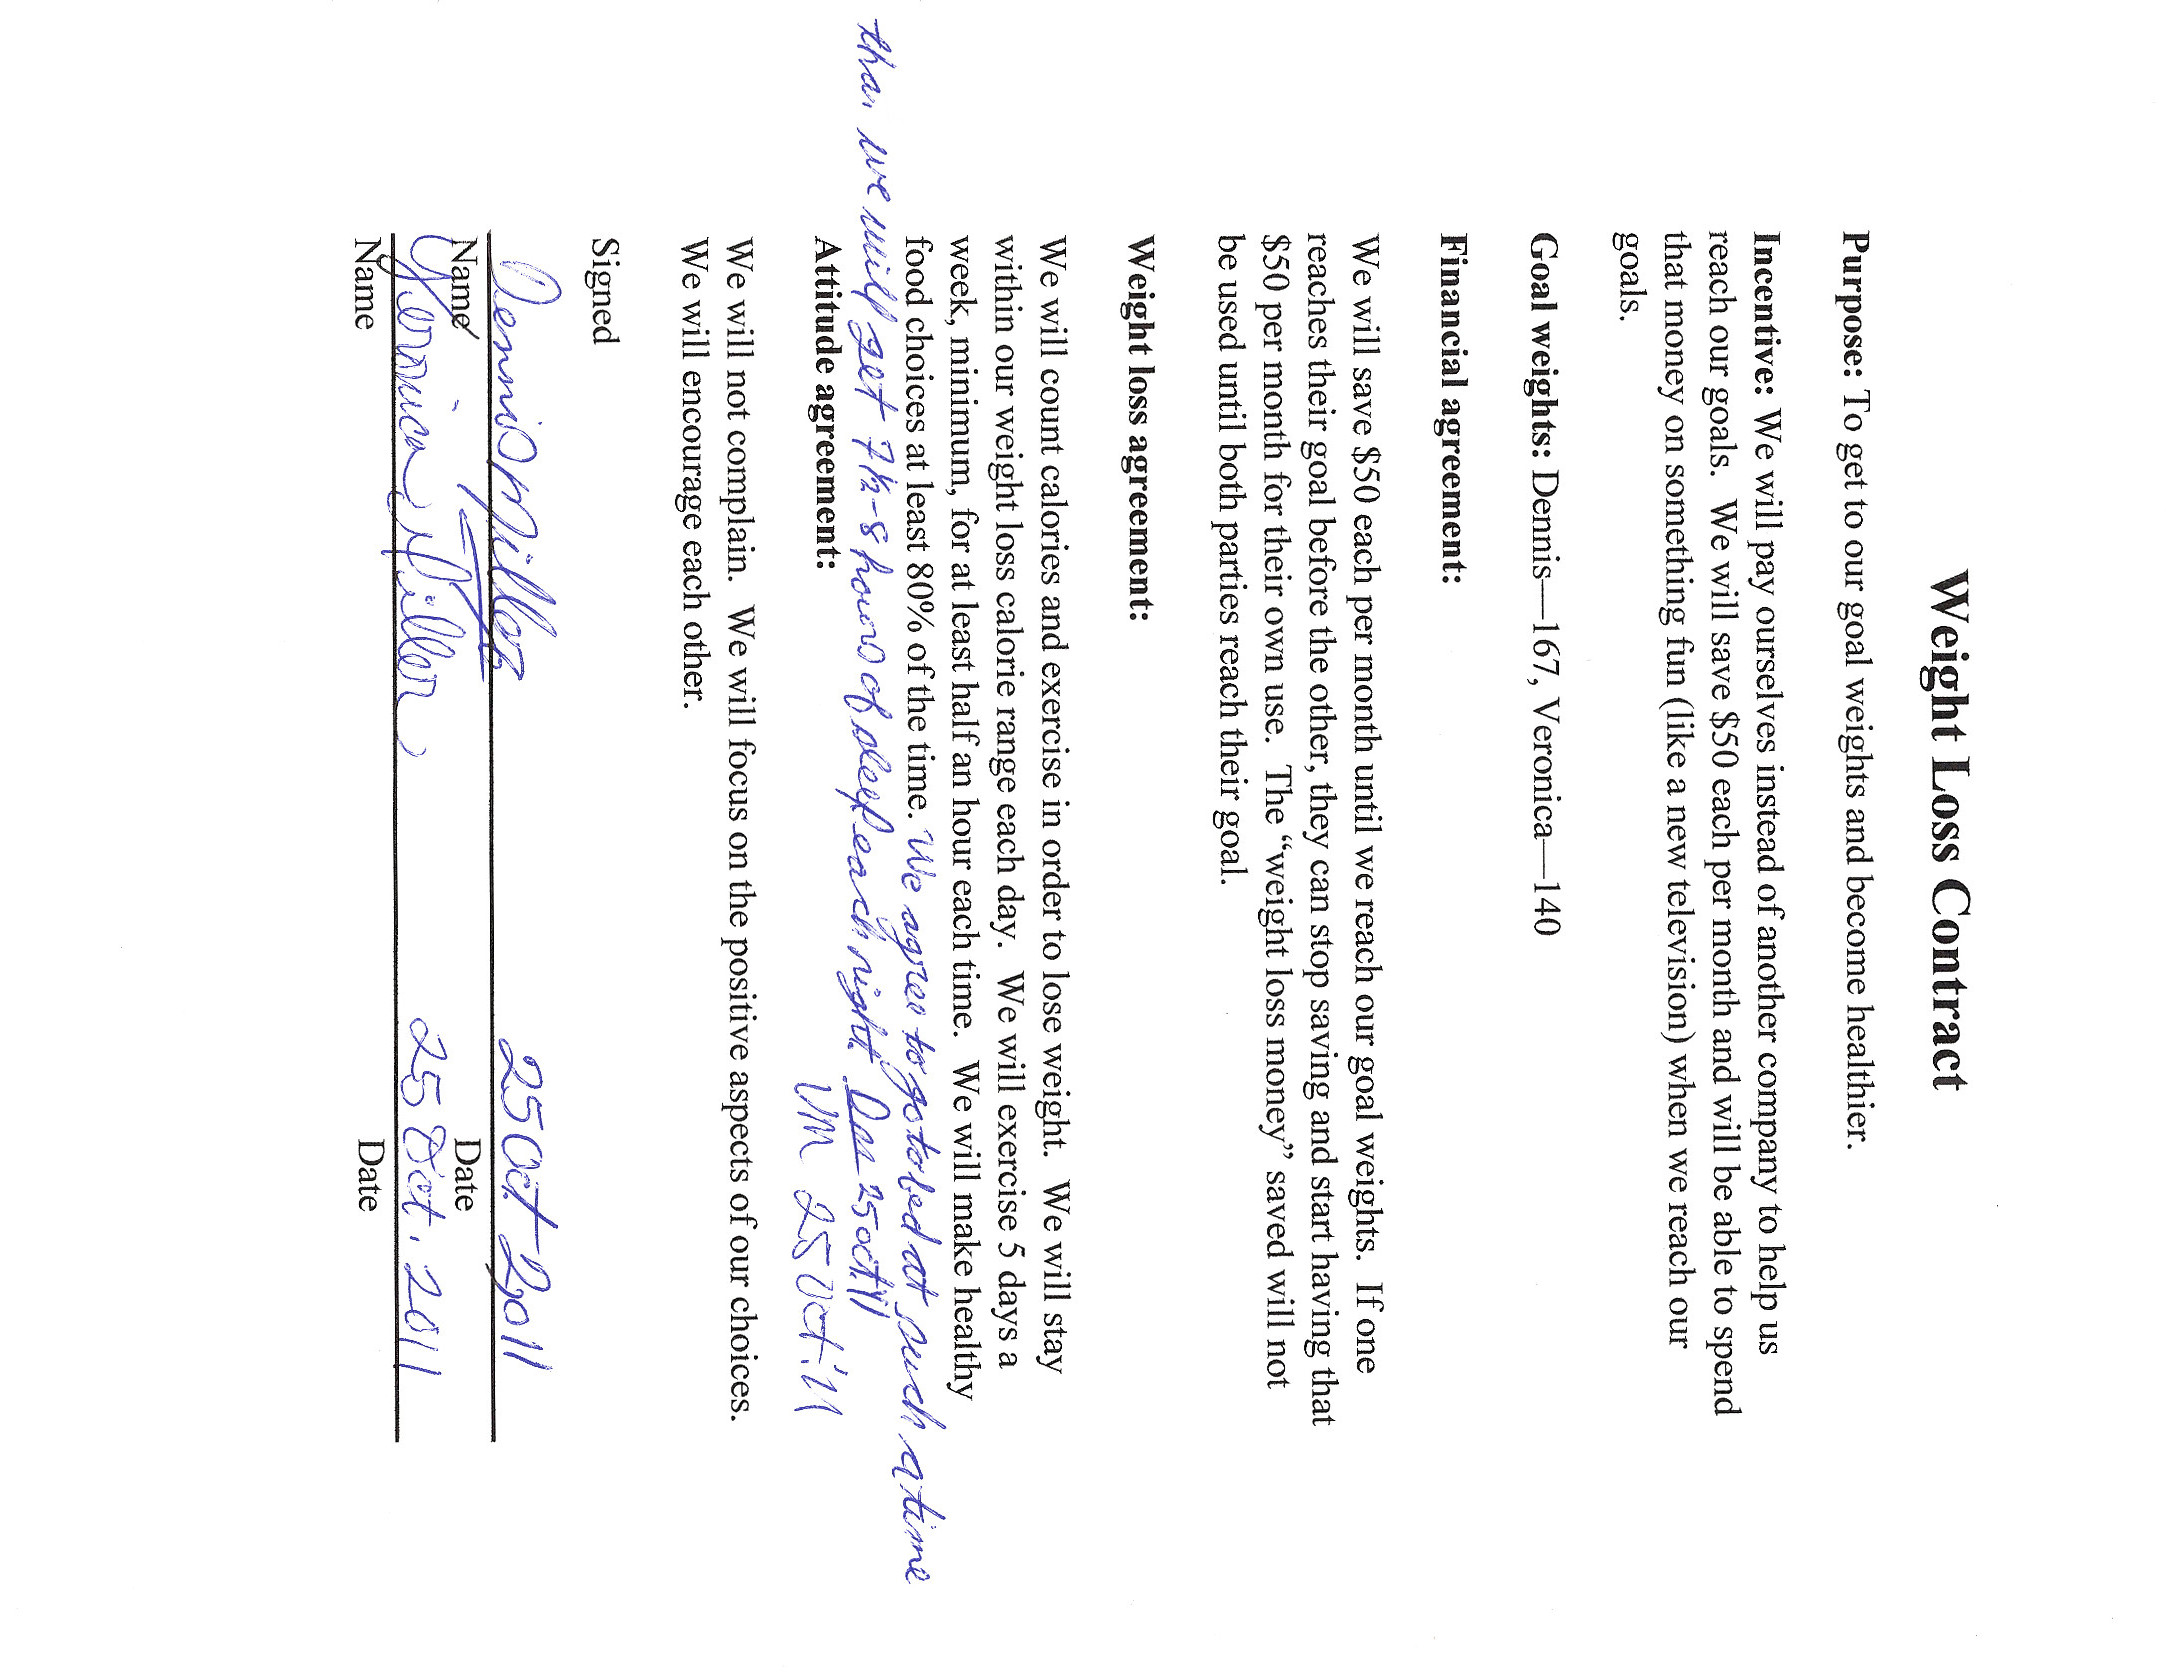 Weight Loss Contract
Purpose: To get to our goal weights and become healthier.
Incentive: We will pay ourselves instead of another company to help us
reach our goals. We will save $50 each per month and will be able to spend
that money on something fun (like a new television) when we reach our
goals.
Goal weights: Dennis—167, Veronica—140
Financial agreement:
We will save $50 each per month until we reach our goal weights. If one
reaches their goal before the other, they can stop saving and start having that
$50 per month for their own use. The “weight loss money” saved will not
be used until both parties reach their goal.
Weight loss agreement:
We will count calories and exercise in order to lose weight. We will stay
within our weight loss calorie range each day. We will exercise 5 days a
week, minimum, for at least half an hour each time. We will make healthy
food choices at least 80% of the time. We agree to go to bed at such a time
that we will get 7½-8 hours of sleep each night. 25 Oct 11
VM 25 Oct. 11
Attitude agreement:
We will not complain. We will focus on the positive aspects of our choices.
We will encourage each other.
Signed
Dennis Miller 25 Oct 2011
Name Date
Veronica Miller 25 Oct. 2011
Name Date